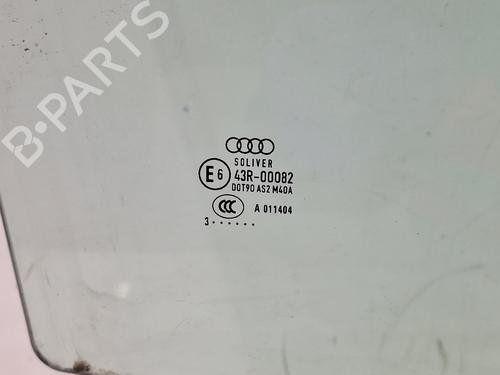 B-PARTS
SOLIVER
E6 43R-00082
DOT90 AS2 M40A
CCC A 011404
3······